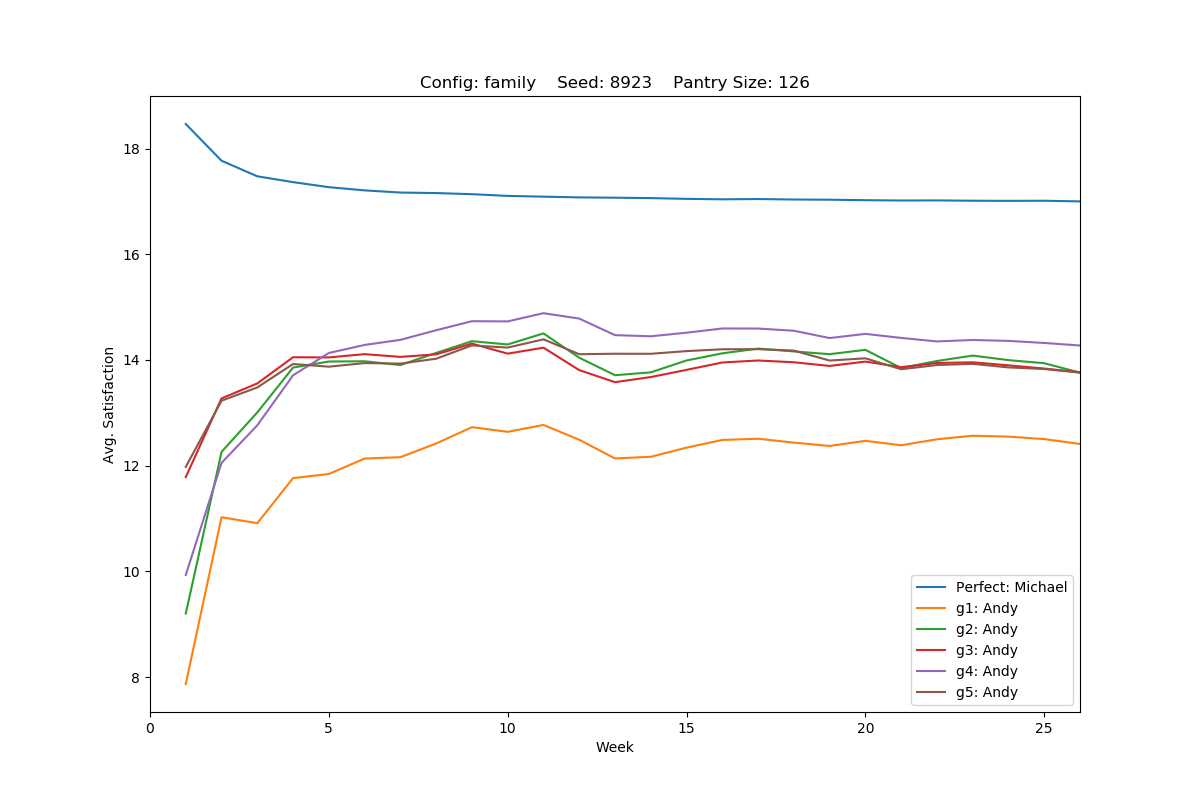 Config: family    Seed: 8923    Pantry Size: 126
Avg. Satisfaction
18
16
14
12
10
8
0 5 10 15 20 25
Week
Perfect: Michael
g1: Andy
g2: Andy
g3: Andy
g4: Andy
g5: Andy